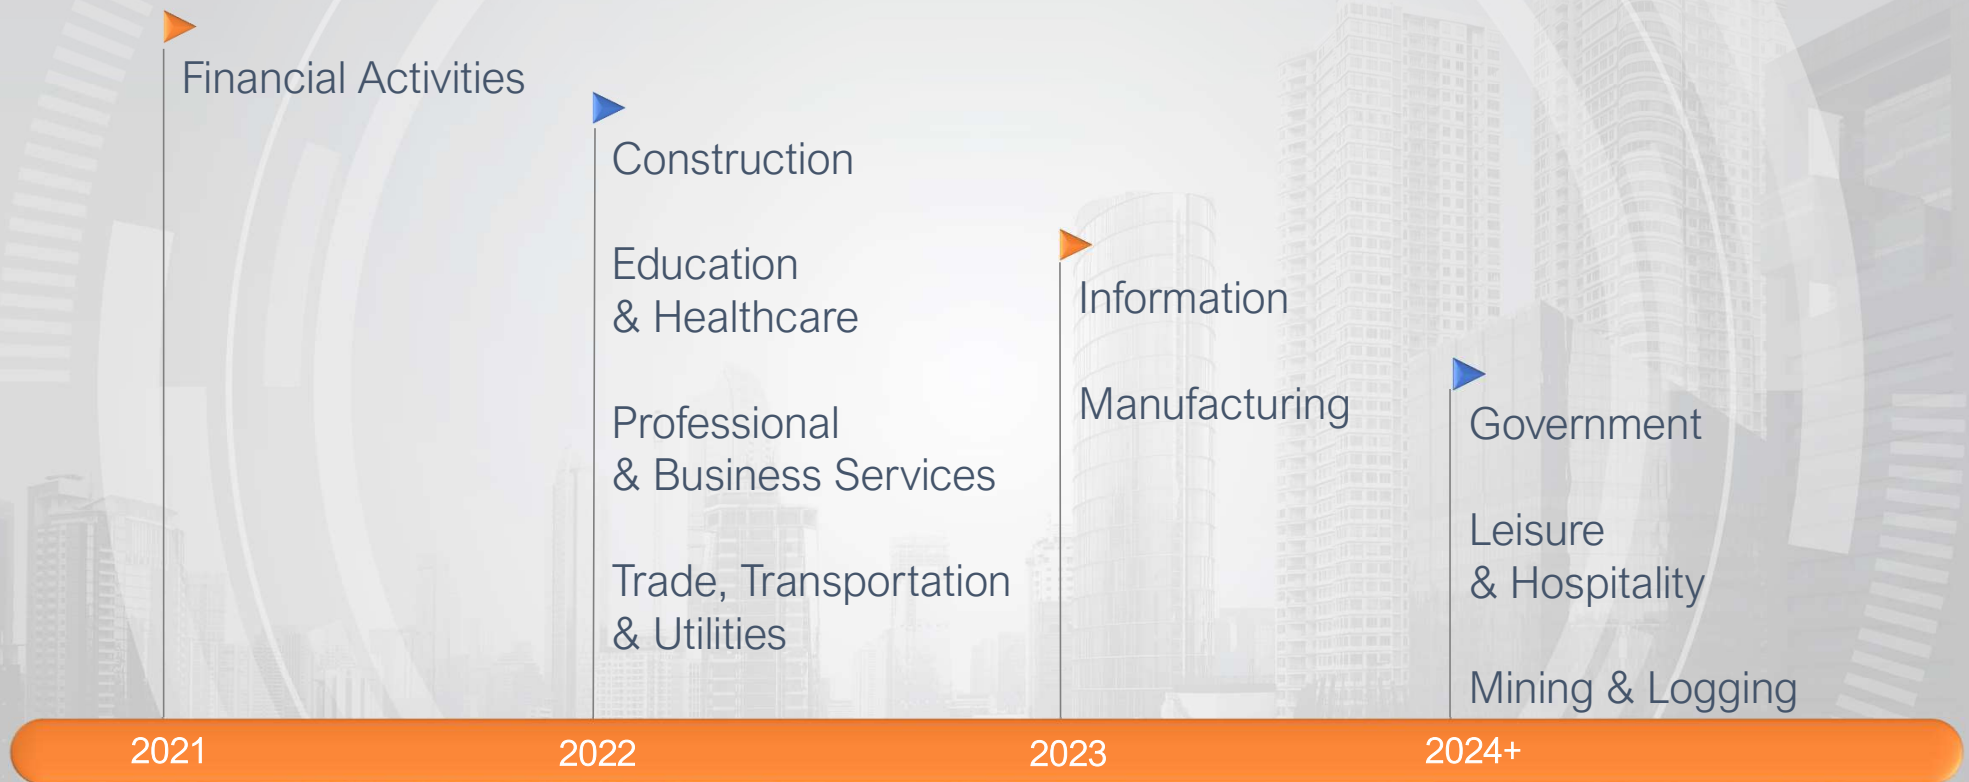 Financial Activities
Construction
Education
& Healthcare
Professional
& Business Services
Trade, Transportation
& Utilities
Information
Manufacturing
Government
Leisure
& Hospitality
Mining & Logging
2021
2022
2023
2024+